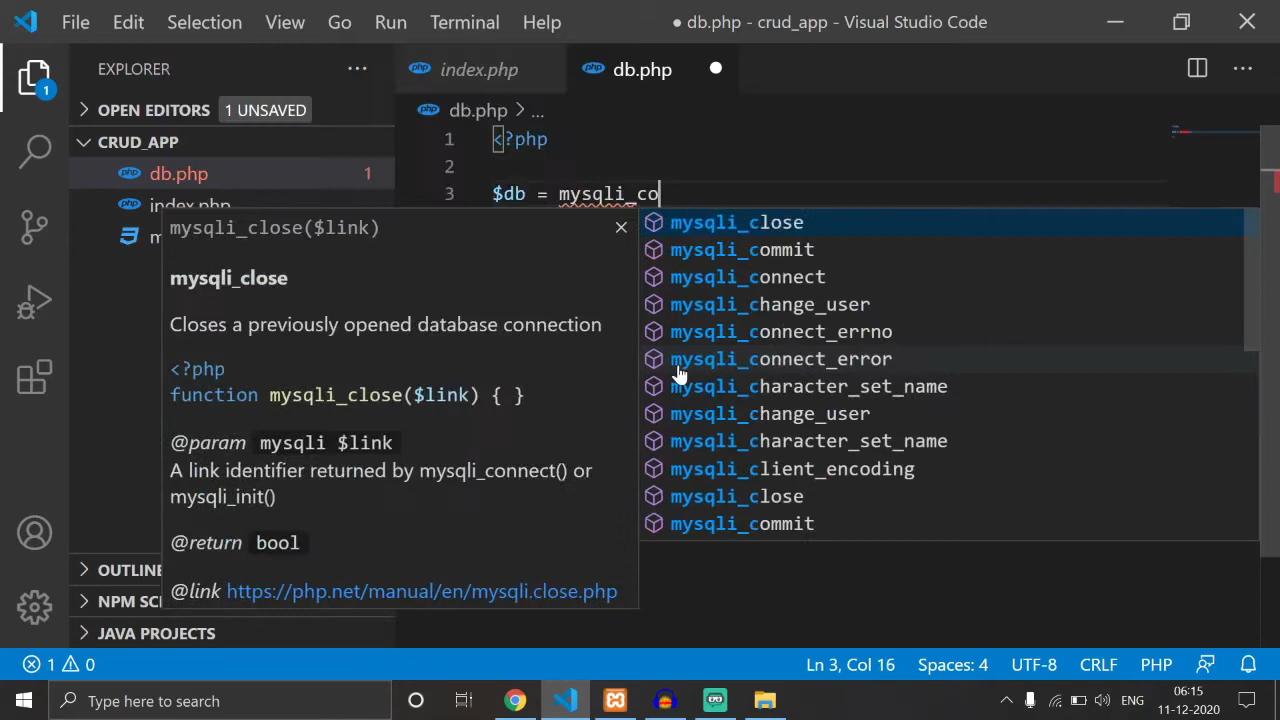 File Edit Selection View Go Run Terminal Help
● db.php - crud_app - Visual Studio Code
EXPLORER
index.php
db.php
1
OPEN EDITORS 1 UNSAVED
db.php > ...
CRUD_APP
db.php 1
index.php
m
1 <?php
2
3 $db = mysqli_co
mysqli_close($link)
mysqli_close
Closes a previously opened database connection
<?php
function mysqli_close($link) { }
@param mysqli $link
A link identifier returned by mysqli_connect() or
mysqli_init()
@return bool
@link https://php.net/manual/en/mysqli.close.php
mysqli_close
mysqli_commit
mysqli_connect
mysqli_change_user
mysqli_connect_errno
mysqli_connect_error
mysqli_character_set_name
mysqli_change_user
mysqli_character_set_name
mysqli_client_encoding
mysqli_close
mysqli_commit
OUTLINE
NPM SC
JAVA PROJECTS
1 0
Ln 3, Col 16 Spaces: 4 UTF-8 CRLF PHP
Type here to search
ENG
06:15
11-12-2020